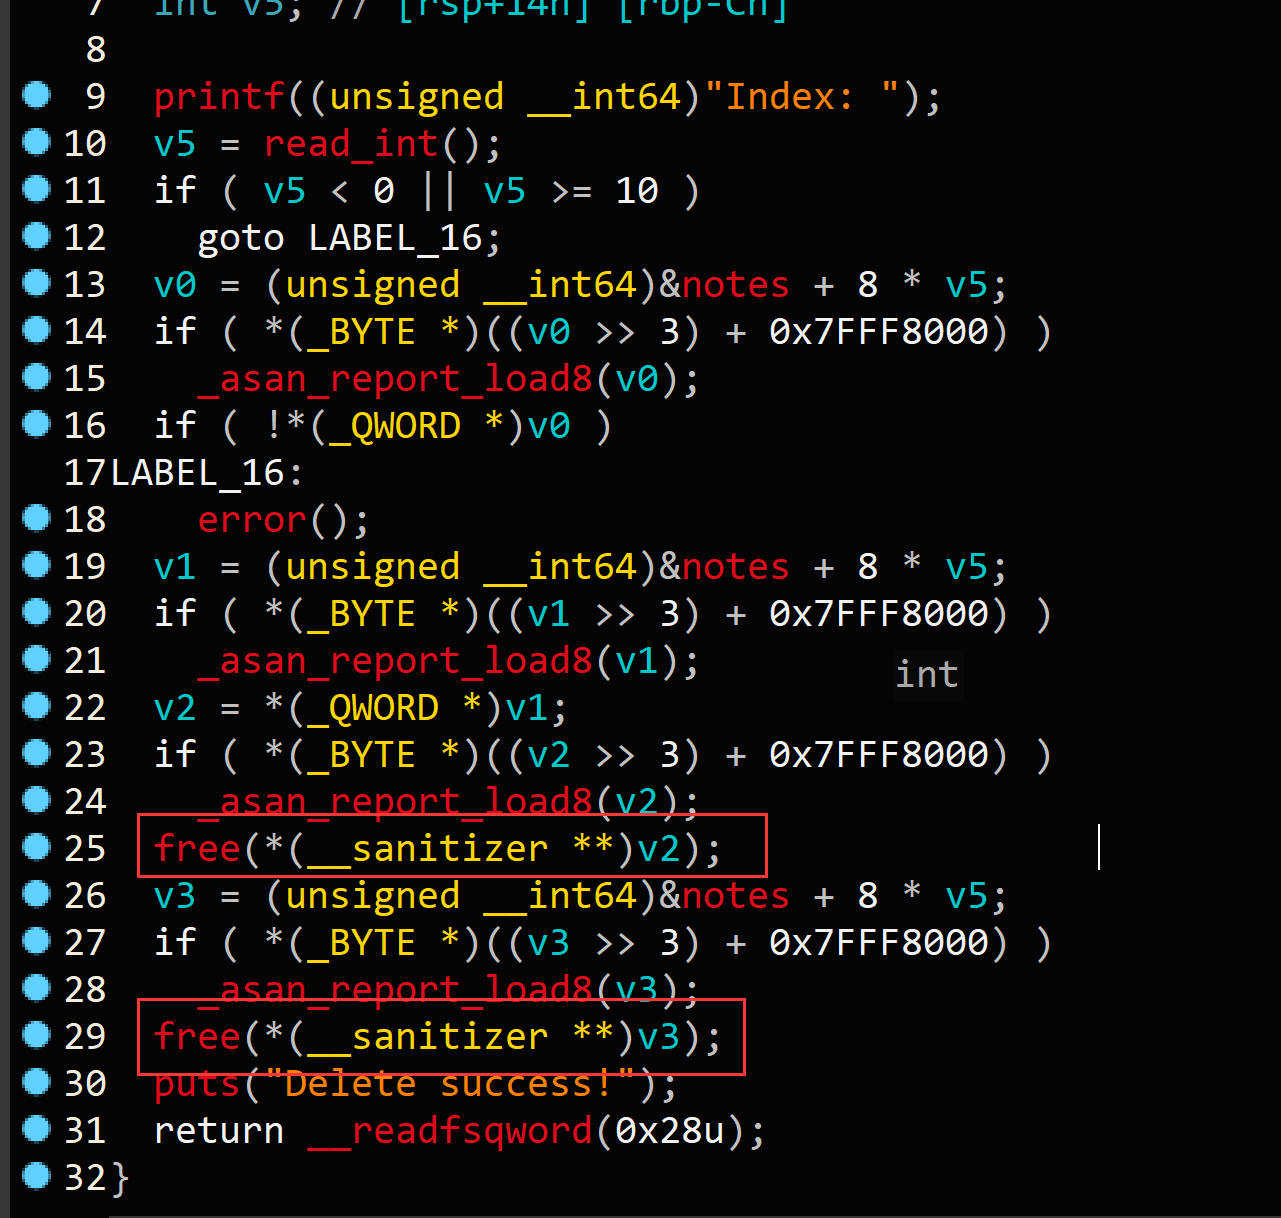 7 int v5; // [rsp+14h] [rbp-Ch]
8
9 printf((unsigned __int64)"Index: ");
10 v5 = read_int();
11 if ( v5 < 0 || v5 >= 10 )
12 goto LABEL_16;
13 v0 = (unsigned __int64)&notes + 8 * v5;
14 if ( *(_BYTE *)((v0 >> 3) + 0x7FFF8000) )
15 _asan_report_load8(v0);
16 if ( !*(_QWORD *)v0 )
17LABEL_16:
18 error();
19 v1 = (unsigned __int64)&notes + 8 * v5;
20 if ( *(_BYTE *)((v1 >> 3) + 0x7FFF8000) )
21 _asan_report_load8(v1);
int
22 v2 = *(_QWORD *)v1;
23 if ( *(_BYTE *)((v2 >> 3) + 0x7FFF8000) )
24 _asan_report_load8(v2);
25 free(*(__sanitizer **)v2);
26 v3 = (unsigned __int64)&notes + 8 * v5;
27 if ( *(_BYTE *)((v3 >> 3) + 0x7FFF8000) )
28 _asan_report_load8(v3);
29 free(*(__sanitizer **)v3);
30 puts("Delete success!");
31 return __readfsqword(0x28u);
32}